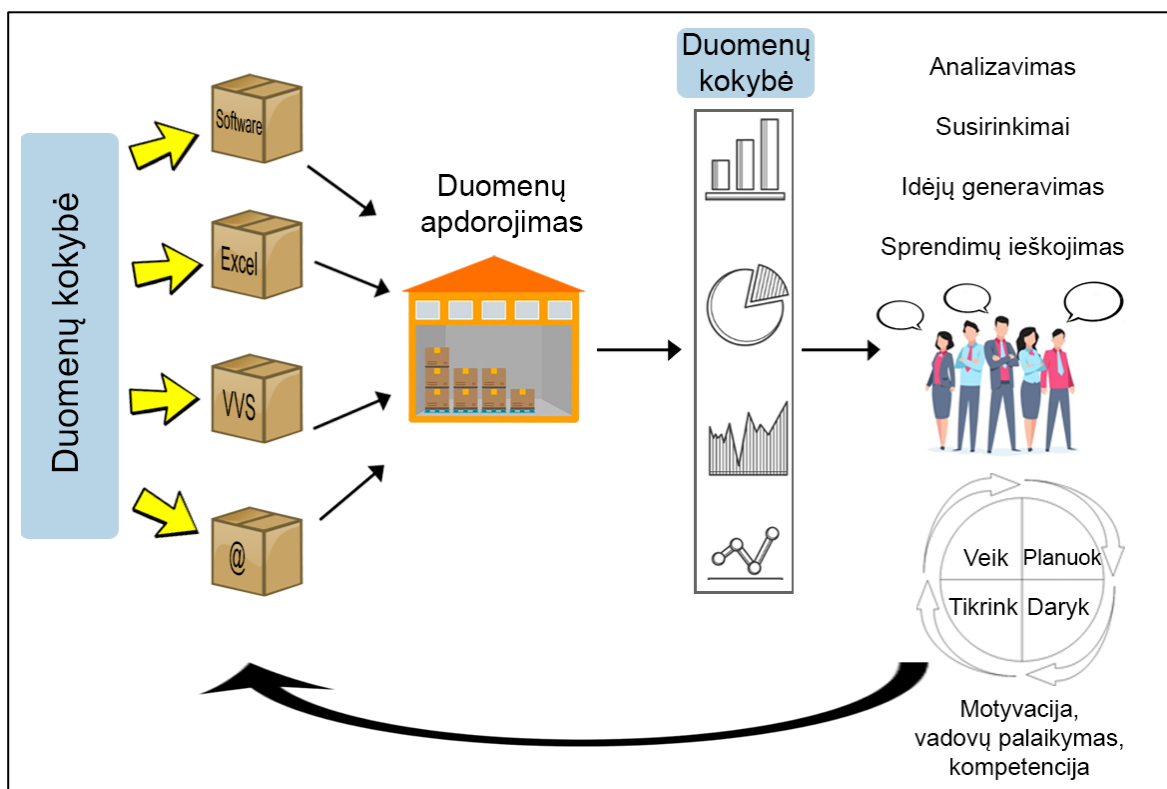 Duomenų kokybė
Software
Excel
VVS
@
Duomenų
apdorojimas
Duomenų
kokybė
Analizavimas
Susirinkimai
Idėjų generavimas
Sprendimų ieškojimas
Veik
Planuok
Tikrink
Daryk
Motyvacija,
vadovų palaikymas,
kompetencija